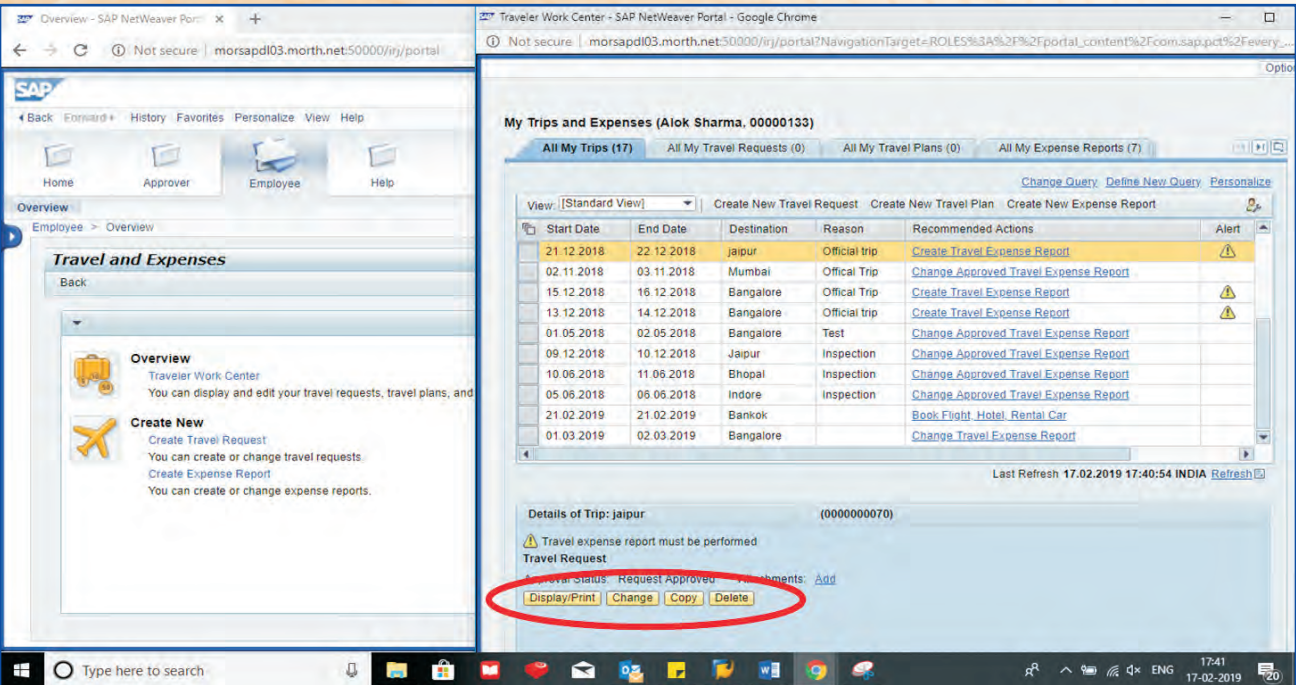 Overview - SAP NetWeaver Por
Not secure | morsapdl03.morth.net:50000/irj/portal
SAP
Back Forward History Favorites Personalize View Help
Home Approver Employee Help
Overview
Employee > Overview
Travel and Expenses
Back
Overview
Traveler Work Center
You can display and edit your travel requests, travel plans, and
Create New
Create Travel Request
You can create or change travel requests
Create Expense Report
You can create or change expense reports.
Traveler Work Center - SAP NetWeaver Portal - Google Chrome
Not secure | morsapdl03.morth.net:50000/irj/portal?NavigationTarget=ROLES%3A%2F%2Fportal_content%2Fcom.sap.pct%2Fevery_...
Optio
My Trips and Expenses (Alok Sharma, 00000133)
All My Trips (17) All My Travel Requests (0) All My Travel Plans (0) All My Expense Reports (7)
Change Query Define New Query Personalize
View: [Standard View] Create New Travel Request Create New Travel Plan Create New Expense Report
Start Date End Date Destination Reason Recommended Actions Alert
21.12.2018 22.12.2018 jaipur Official trip Create Travel Expense Report
02.11.2018 03.11.2018 Mumbai Offical Trip Change Approved Travel Expense Report
15.12.2018 16.12.2018 Bangalore Offical Trip Create Travel Expense Report
13.12.2018 14.12.2018 Bangalore Official trip Create Travel Expense Report
01.05.2018 02.05.2018 Bangalore Test Change Approved Travel Expense Report
09.12.2018 10.12.2018 Jaipur Inspection Change Approved Travel Expense Report
10.06.2018 11.06.2018 Bhopal Inspection Change Approved Travel Expense Report
05.06.2018 06.06.2018 Indore Inspection Change Approved Travel Expense Report
21.02.2019 21.02.2019 Bankok Book Flight, Hotel, Rental Car
01.03.2019 02.03.2019 Bangalore Change Travel Expense Report
Last Refresh 17.02.2019 17:40:54 INDIA Refresh
Details of Trip: jaipur (0000000070)
Travel expense report must be performed
Travel Request
Approval Status: Request Approved Attachments: Add
Display/Print Change Copy Delete
Type here to search
ENG 17:41
17-02-2019 20